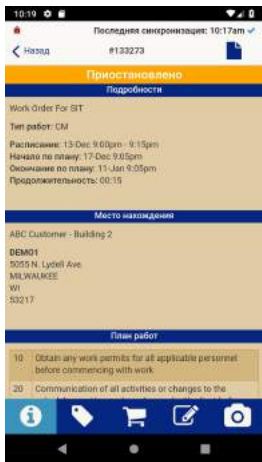 10:19
Последняя синхронизация: 10:17am
Назад
#133273
Приостановлено
Подробности
Work Order For SIT
Тип работ: CM
Расписание: 13-Dec 9:00pm - 9:15pm
Начало по плану: 17-Dec 9:05pm
Окончание по плану: 11-Jan 9:05pm
Продолжительность: 00:15
Место нахождения
ABC Customer - Building 2
DEMO1
5055 N. Lydell Ave.
MILWAUKEE
WI
53217
План работ
10 Obtain any work permits for all applicable personnel
before commencing with work
20 Communication of all activities or changes to the